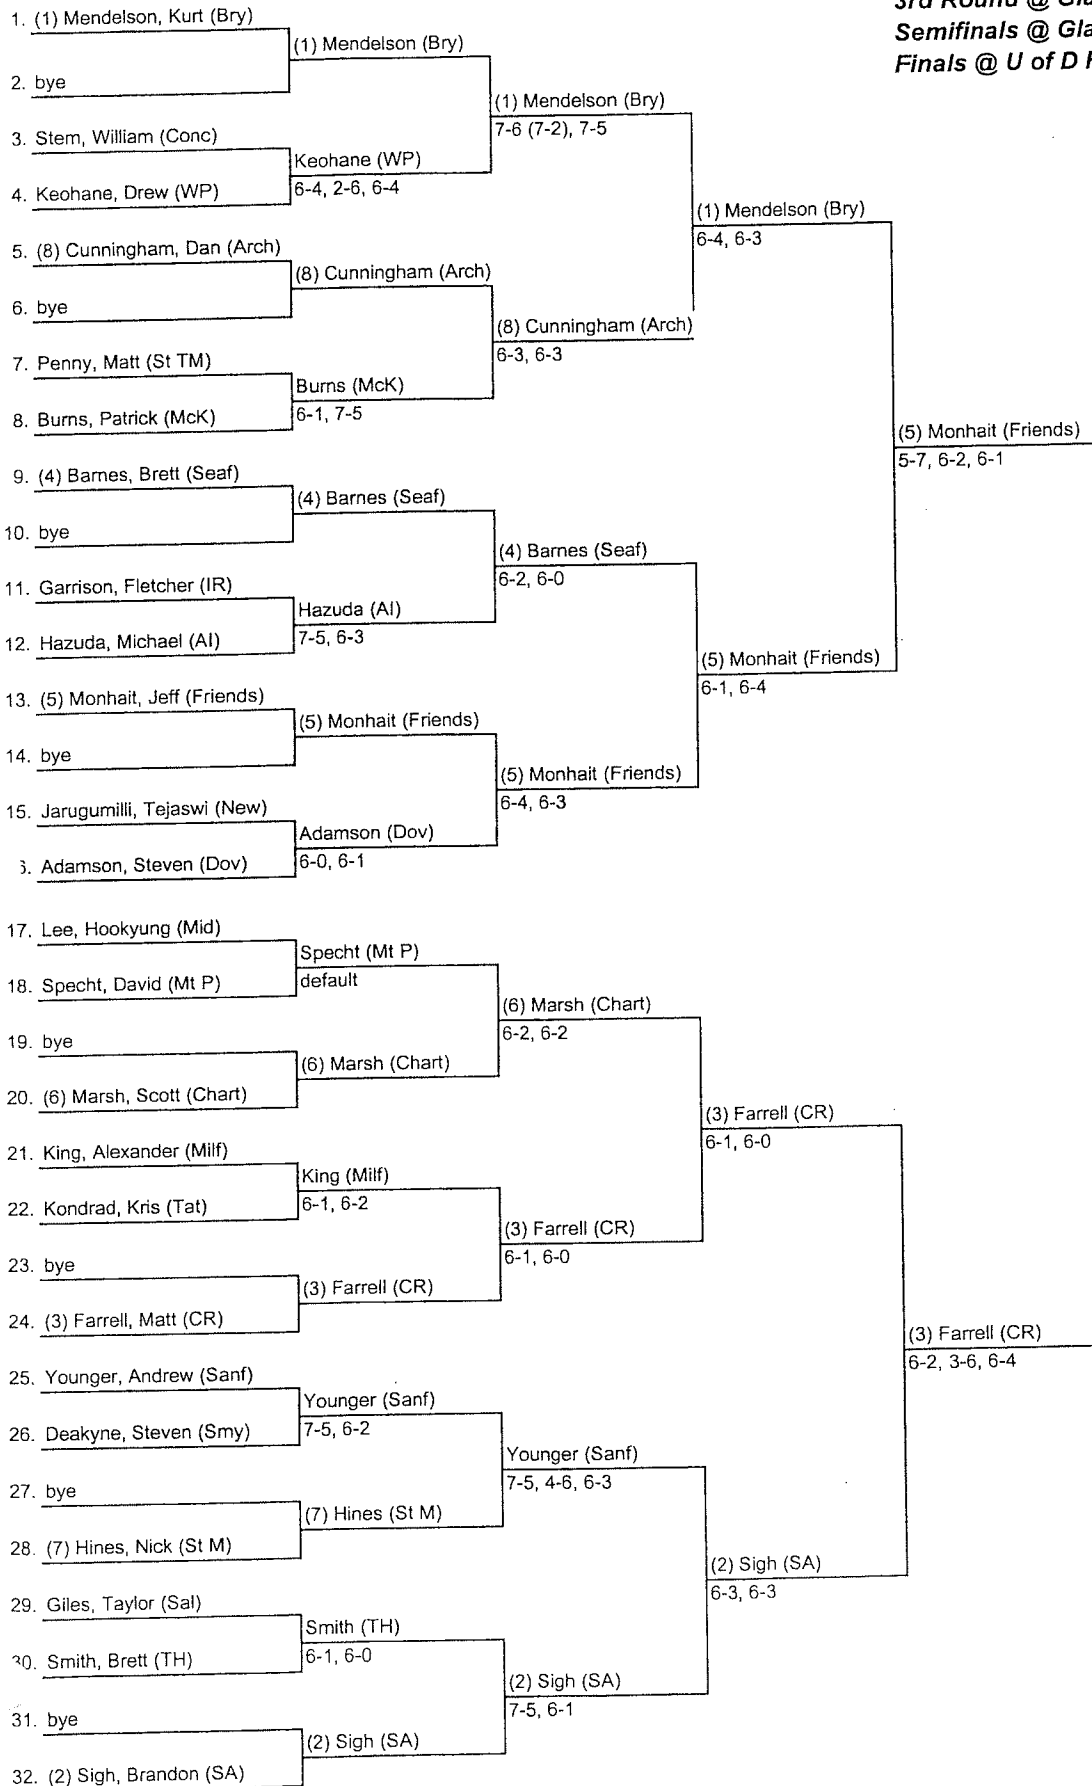 3rd Round @ Gla
Semifinals @ Gla
Finals @ U of D
1. (1) Mendelson, Kurt (Bry)
(1) Mendelson (Bry)
2. bye
(1) Mendelson (Bry)
7-6 (7-2), 7-5
3. Stem, William (Conc)
Keohane (WP)
6-4, 2-6, 6-4
4. Keohane, Drew (WP)
(1) Mendelson (Bry)
6-4, 6-3
5. (8) Cunningham, Dan (Arch)
(8) Cunningham (Arch)
6. bye
(8) Cunningham (Arch)
6-3, 6-3
7. Penny, Matt (St TM)
Burns (McK)
6-1, 7-5
8. Burns, Patrick (McK)
(5) Monhait (Friends)
5-7, 6-2, 6-1
9. (4) Barnes, Brett (Seaf)
(4) Barnes (Seaf)
10. bye
(4) Barnes (Seaf)
6-2, 6-0
11. Garrison, Fletcher (IR)
Hazuda (AI)
7-5, 6-3
12. Hazuda, Michael (AI)
(5) Monhait (Friends)
6-1, 6-4
13. (5) Monhait, Jeff (Friends)
(5) Monhait (Friends)
14. bye
(5) Monhait (Friends)
6-4, 6-3
15. Jarugumilli, Tejaswi (New)
Adamson (Dov)
6-0, 6-1
6. Adamson, Steven (Dov)
17. Lee, Hookyung (Mid)
Specht (Mt P)
default
18. Specht, David (Mt P)
(6) Marsh (Chart)
6-2, 6-2
19. bye
(6) Marsh (Chart)
20. (6) Marsh, Scott (Chart)
(3) Farrell (CR)
6-1, 6-0
21. King, Alexander (Milf)
King (Milf)
6-1, 6-2
22. Kondrad, Kris (Tat)
(3) Farrell (CR)
6-1, 6-0
23. bye
(3) Farrell (CR)
24. (3) Farrell, Matt (CR)
(3) Farrell (CR)
6-2, 3-6, 6-4
25. Younger, Andrew (Sanf)
Younger (Sanf)
7-5, 6-2
26. Deakyne, Steven (Smy)
Younger (Sanf)
7-5, 4-6, 6-3
27. bye
(7) Hines (St M)
28. (7) Hines, Nick (St M)
(2) Sigh (SA)
6-3, 6-3
29. Giles, Taylor (Sal)
Smith (TH)
6-1, 6-0
30. Smith, Brett (TH)
(2) Sigh (SA)
7-5, 6-1
31. bye
(2) Sigh (SA)
32. (2) Sigh, Brandon (SA)